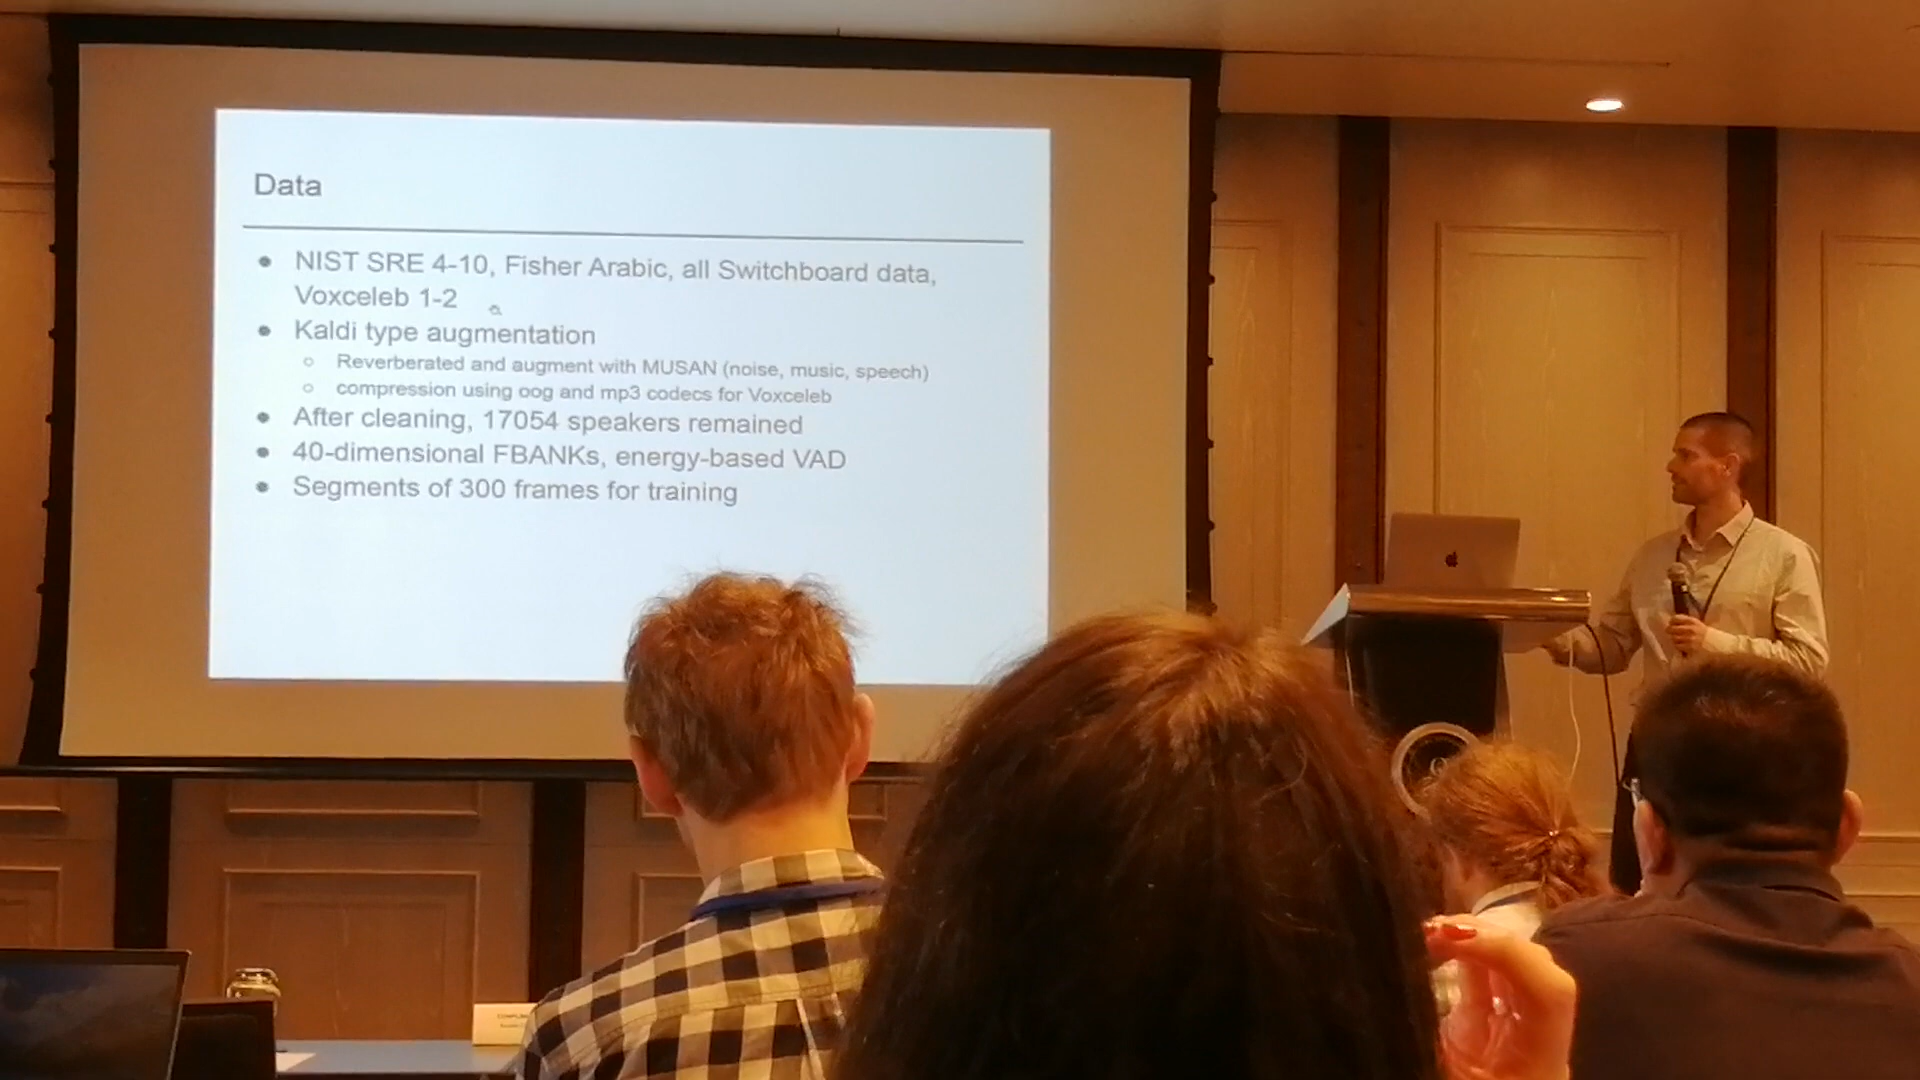 Data
• NIST SRE 4-10, Fisher Arabic, all Switchboard data,
Voxceleb 1-2
• Kaldi type augmentation
○ Reverberated and augment with MUSAN (noise, music, speech)
○ compression using oog and mp3 codecs for Voxceleb
• After cleaning, 17054 speakers remained
• 40-dimensional FBANKs, energy-based VAD
• Segments of 300 frames for training